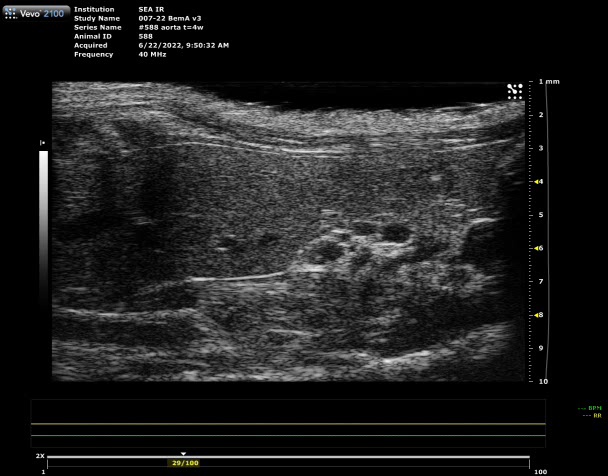 Vevo 2100
Institution SEA IR
Study Name 007-22 BemA v3
Series Name #588 aorta t=4w
Animal ID 588
Acquired 6/22/2022, 9:50:32 AM
Frequency 40 MHz
1 mm
2
3
4
5
6
7
8
9
10
--- BPM
--- RR
2X
29/100
1
100